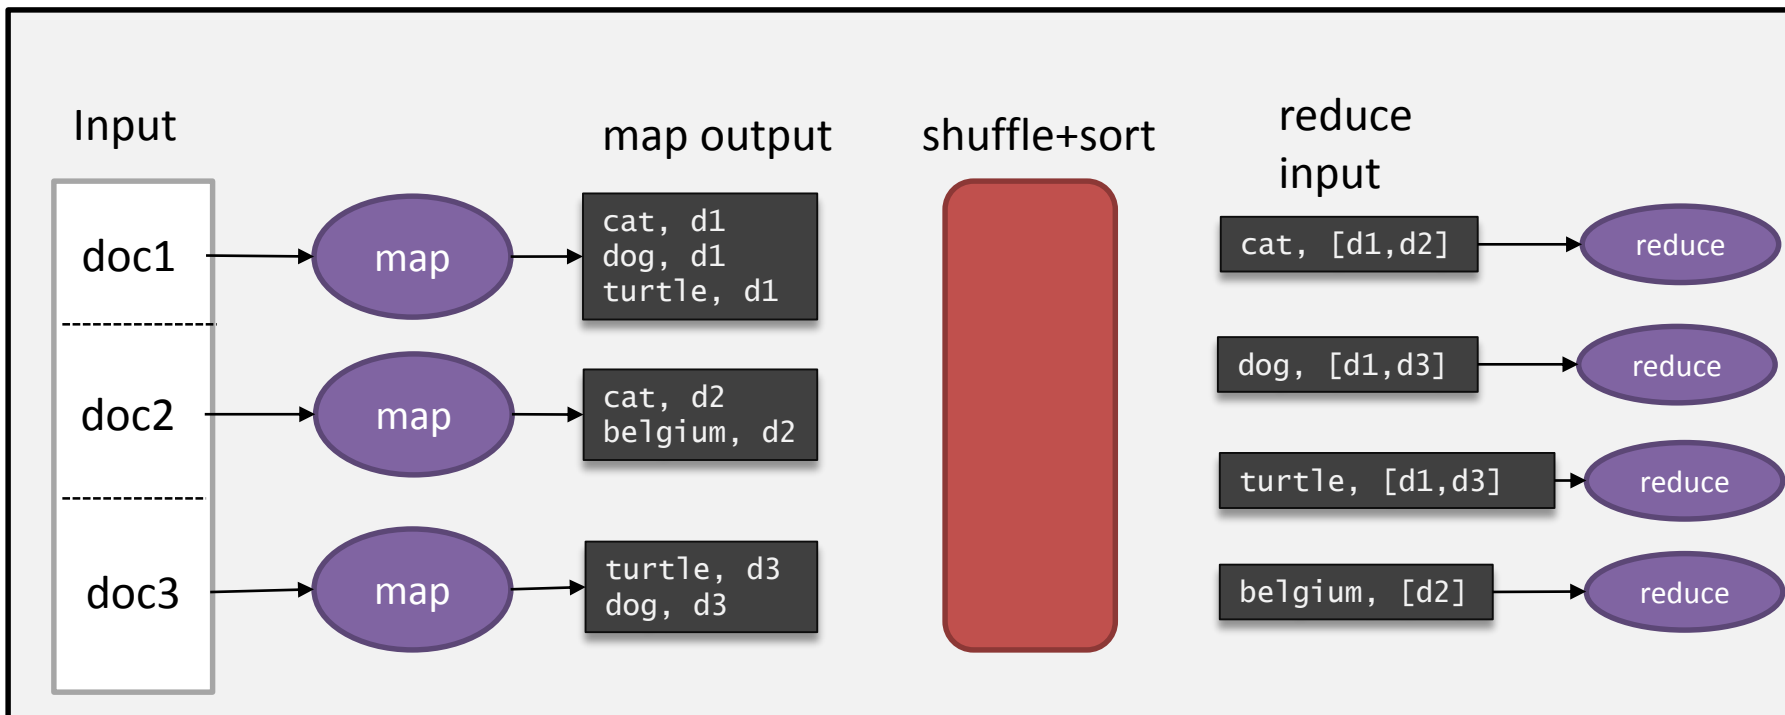 Input
map output
shuffle+sort
reduce
input
doc1
map
cat, d1
dog, d1
turtle, d1
cat, [d1,d2]
reduce
dog, [d1,d3]
reduce
doc2
map
cat, d2
belgium, d2
turtle, [d1,d3]
reduce
doc3
map
turtle, d3
dog, d3
belgium, [d2]
reduce